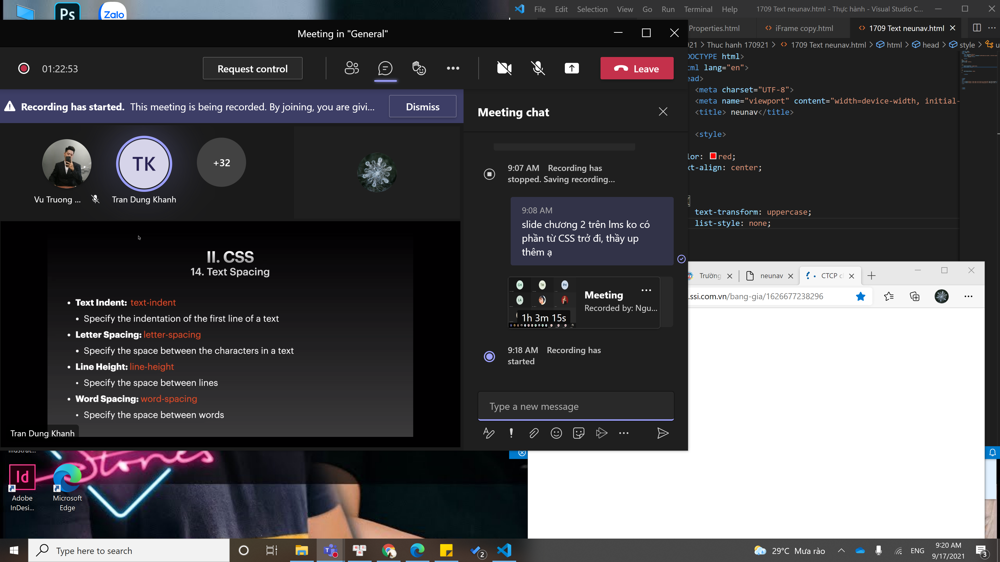 Ps
Zalo
Meeting in "General"
01:22:53
Request control
Leave
Recording has started. This meeting is being recorded. By joining, you are givi...
Dismiss
TK
+32
Vu Truong ...
Tran Dung Khanh
II. CSS
14. Text Spacing
• Text Indent: text-indent
• Specify the indentation of the first line of a text
• Letter Spacing: letter-spacing
• Specify the space between the characters in a text
• Line Height: line-height
• Specify the space between lines
• Word Spacing: word-spacing
• Specify the space between words
Tran Dung Khanh
Meeting chat
9:07 AM Recording has
stopped. Saving recording...
9:08 AM
slide chương 2 trên lms ko có
phần từ CSS trở đi, thầy up
thêm ạ
GH TH PH
LA
1h 3m 15s
Meeting
Recorded by: Ngu...
9:18 AM Recording has
started
Type a new message
File Edit Selection View Go Run Terminal Help
1709 Text neunav.html - Thực hành - Visual Studio C...
Properties.html
iFrame copy.html
1709 Text neunav.html
921 > Thuc hanh 170921 > <> 1709 Text neunav.html > html > head > style > u
DOCTYPE html>
tml lang="en">
ead>
<meta charset="UTF-8">
<meta name="viewport" content="width=device-width, initial-
<title> neunav</title>
<style>
lor: red;
xt-align: center;
{
text-transform: uppercase;
list-style: none;
Trường
neunav
CTCP c
.ssi.com.vn/bang-gia/1626677238296
Id
Adobe
InDesi...
Microsoft
Edge
Type here to search
2
29°C Mưa rào
ENG
9:20 AM
9/17/2021
3